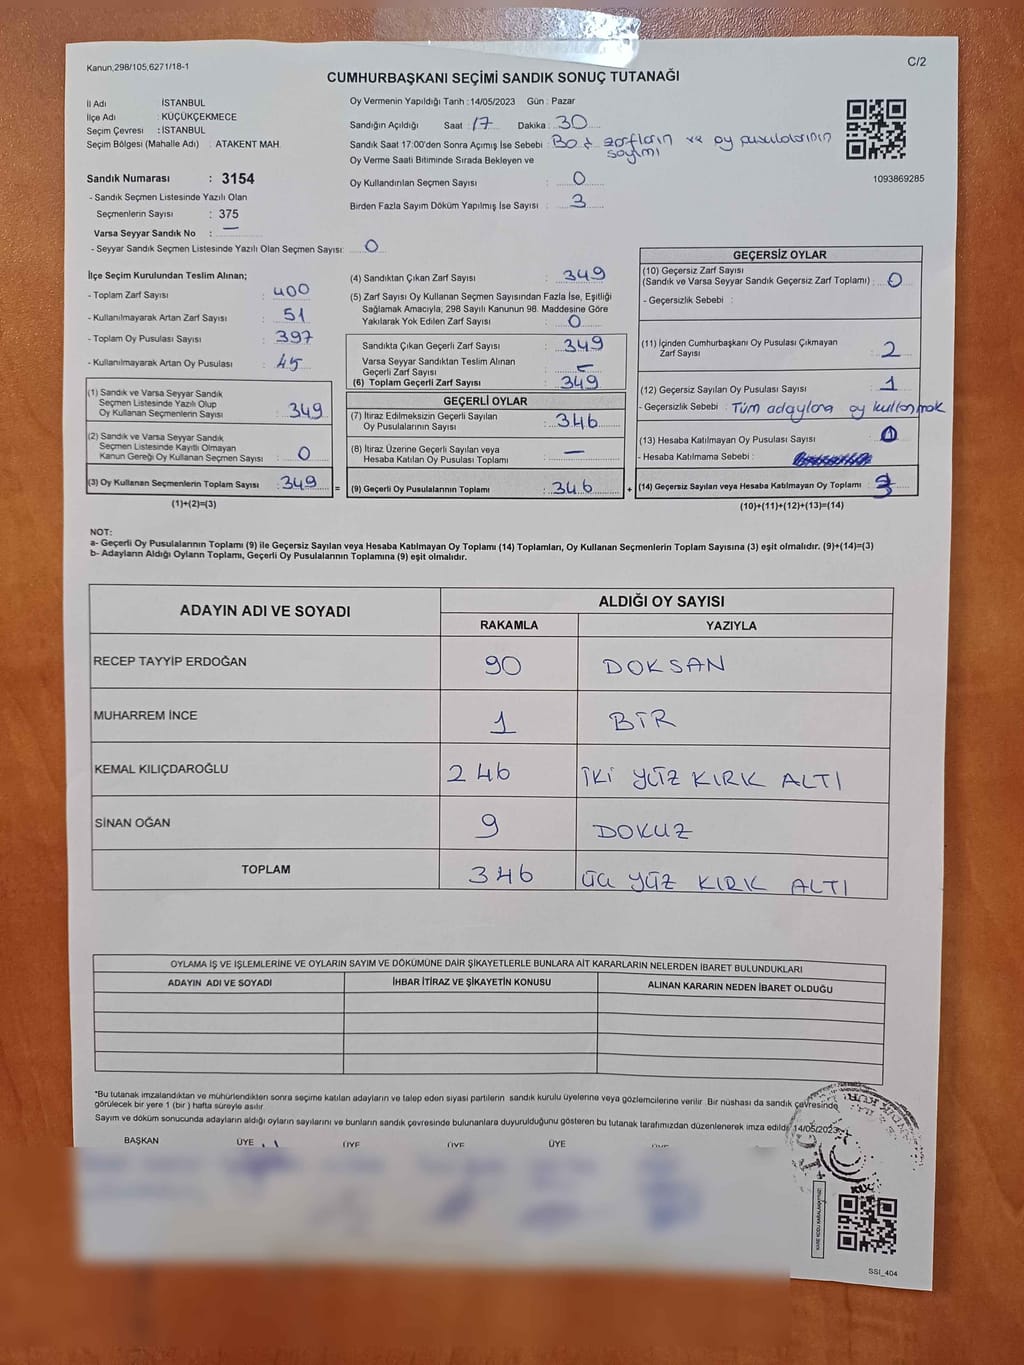 Kanun,298/105,6271/18-1
C/2
CUMHURBAŞKANI SEÇİMİ SANDIK SONUÇ TUTANAĞI
İl Adı : İSTANBUL
İlçe Adı : KÜÇÜKÇEKMECE
Seçim Çevresi : İSTANBUL
Seçim Bölgesi (Mahalle Adı) : ATAKENT MAH.
Sandık Numarası : 3154
- Sandık Seçmen Listesinde Yazılı Olan
Seçmenlerin Sayısı : 375
Varsa Seyyar Sandık No : —
- Seyyar Sandık Seçmen Listesinde Yazılı Olan Seçmen Sayısı: 0
Oy Vermenin Yapıldığı Tarih : 14/05/2023 Gün : Pazar
Sandığın Açıldığı Saat : 17 Dakika : 30
Sandık Saat 17:00'den Sonra Açımış İse Sebebi : Boş zarfların ve oy pusulalarının
sayımı
Oy Verme Saati Bitiminde Sırada Bekleyen ve
Oy Kullandırılan Seçmen Sayısı : 0
Birden Fazla Sayım Döküm Yapılmış İse Sayısı : 3
1093869285
İlçe Seçim Kurulundan Teslim Alınan;
- Toplam Zarf Sayısı : 400
- Kullanılmayarak Artan Zarf Sayısı : 51
- Toplam Oy Pusulası Sayısı : 397
- Kullanılmayarak Artan Oy Pusulası : 45
(1) Sandık ve Varsa Seyyar Sandık
Seçmen Listesinde Yazılı Olup
Oy Kullanan Seçmenlerin Sayısı : 349
(2) Sandık ve Varsa Seyyar Sandık
Seçmen Listesinde Kayıtlı Olmayan
Kanun Gereği Oy Kullanan Seçmen Sayısı : 0
(3) Oy Kullanan Seçmenlerin Toplam Sayısı : 349
(1)+(2)=(3)
(4) Sandıktan Çıkan Zarf Sayısı : 349
(5) Zarf Sayısı Oy Kullanan Seçmen Sayısından Fazla İse, Eşitliği
Sağlamak Amacıyla; 298 Sayılı Kanunun 98. Maddesine Göre
Yakılarak Yok Edilen Zarf Sayısı : 0
Sandıkta Çıkan Geçerli Zarf Sayısı : 349
Varsa Seyyar Sandıktan Teslim Alınan
Geçerli Zarf Sayısı :
(6) Toplam Geçerli Zarf Sayısı : 349
GEÇERLİ OYLAR
(7) İtiraz Edilmeksizin Geçerli Sayılan
Oy Pusulalarının Sayısı : 346
(8) İtiraz Üzerine Geçerli Sayılan veya
Hesaba Katılan Oy Pusulası Toplamı : —
= (9) Geçerli Oy Pusulalarının Toplamı : 346
GEÇERSİZ OYLAR
(10) Geçersiz Zarf Sayısı
(Sandık ve Varsa Seyyar Sandık Geçersiz Zarf Toplamı) : 0
- Geçersizlik Sebebi :
(11) İçinden Cumhurbaşkanı Oy Pusulası Çıkmayan
Zarf Sayısı : 2
(12) Geçersiz Sayılan Oy Pusulası Sayısı : 1
- Geçersizlik Sebebi : Tüm adaylara oy kullanmak
(13) Hesaba Katılmayan Oy Pusulası Sayısı :
- Hesaba Katılmama Sebebi :
+ (14) Geçersiz Sayılan veya Hesaba Katılmayan Oy Toplamı : 3
(10)+(11)+(12)+(13)=(14)
NOT:
a- Geçerli Oy Pusulalarının Toplamı (9) ile Geçersiz Sayılan veya Hesaba Katılmayan Oy Toplamı (14) Toplamları, Oy Kullanan Seçmenlerin Toplam Sayısına (3) eşit olmalıdır. (9)+(14)=(3)
b- Adayların Aldığı Oyların Toplamı, Geçerli Oy Pusulalarının Toplamına (9) eşit olmalıdır.
ADAYIN ADI VE SOYADI
ALDIĞI OY SAYISI
RAKAMLA YAZIYLA
RECEP TAYYİP ERDOĞAN 90 DOKSAN
MUHARREM İNCE 1 BİR
KEMAL KILIÇDAROĞLU 246 İKİ YÜZ KIRK ALTI
SİNAN OĞAN 9 DOKUZ
TOPLAM 346 ÜÇ YÜZ KIRK ALTI
OYLAMA İŞ VE İŞLEMLERİNE VE OYLARIN SAYIM VE DÖKÜMÜNE DAİR ŞİKAYETLERLE BUNLARA AİT KARARLARIN NELERDEN İBARET BULUNDUKLARI
ADAYIN ADI VE SOYADI İHBAR İTİRAZ VE ŞİKAYETİN KONUSU ALINAN KARARIN NEDEN İBARET OLDUĞU
*Bu tutanak imzalandıktan ve mühürlendikten sonra seçime katılan adayların ve talep eden siyasi partilerin sandık kurulu üyelerine veya gözlemcilerine verilir. Bir nüshası da sandık çevresinde
görülecek bir yere 1 (bir ) hafta süreyle asılır.
Sayım ve döküm sonucunda adayların aldığı oyların sayılarını ve bunların sandık çevresinde bulunanlara duyurulduğunu gösteren bu tutanak tarafımızdan düzenlenerek imza edildi. 14/05/2023
BAŞKAN ÜYE ÜYE ÜYE ÜYE ÜYE
SSI_404